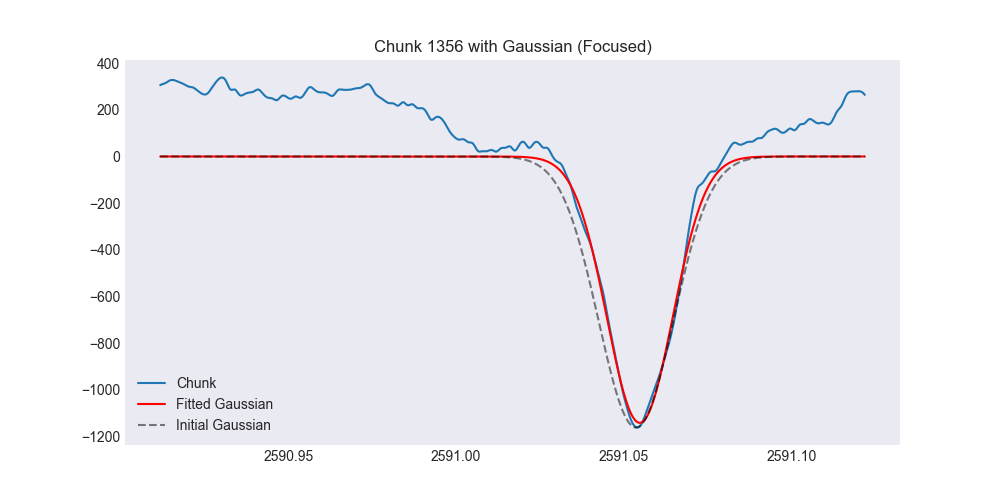 Chunk 1356 with Gaussian (Focused)
400
200
0
−200
−400
−600
−800
−1000
−1200
Chunk
Fitted Gaussian
Initial Gaussian
2590.95 2591.00 2591.05 2591.10